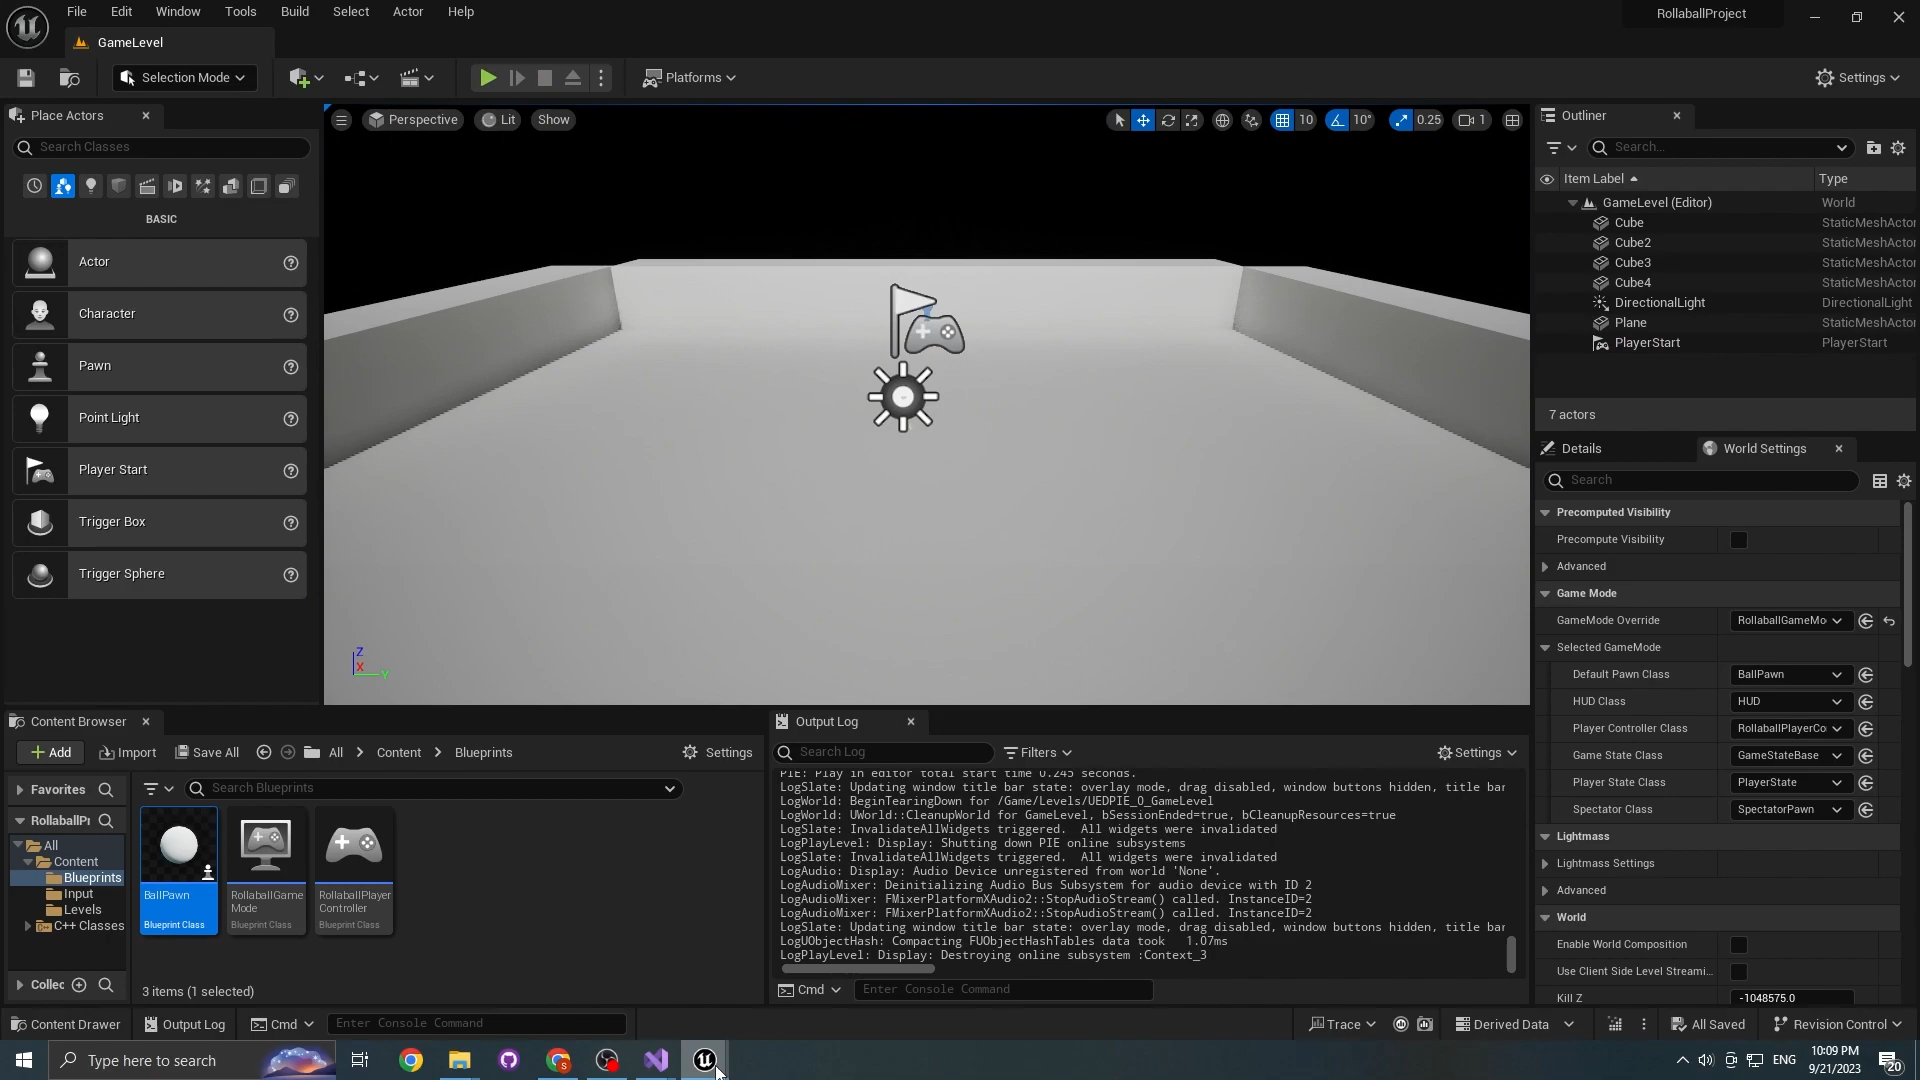 File
Edit
Window
Tools
Build
Select
Actor
Help
RollaballProject
GameLevel
Selection Mode
Platforms
Settings
Place Actors
Search Classes
BASIC
Actor
Character
Pawn
Point Light
Player Start
Trigger Box
Trigger Sphere
Perspective
Lit
Show
10
10°
0.25
1
Z
X
Y
Outliner
Search...
Item Label
Type
GameLevel (Editor) World
Cube StaticMeshActor
Cube2 StaticMeshActor
Cube3 StaticMeshActor
Cube4 StaticMeshActor
DirectionalLight DirectionalLight
Plane StaticMeshActor
PlayerStart PlayerStart
7 actors
Details
World Settings
Search
Precomputed Visibility
Precompute Visibility
Advanced
Game Mode
GameMode Override RollaballGameMo
Selected GameMode
Default Pawn Class BallPawn
HUD Class HUD
Player Controller Class RollaballPlayerCo
Game State Class GameStateBase
Player State Class PlayerState
Spectator Class SpectatorPawn
Lightmass
Lightmass Settings
Advanced
World
Enable World Composition
Use Client Side Level Streami...
Kill Z -1048575.0
Content Browser
Add
Import
Save All
All
Content
Blueprints
Settings
Favorites
RollaballPr
All
Content
Blueprints
Input
Levels
C++ Classes
Collec
Search Blueprints
BallPawn
Blueprint Class
RollaballGame
Mode
Blueprint Class
RollaballPlayer
Controller
Blueprint Class
3 items (1 selected)
Output Log
Search Log
Filters
Settings
PIE: Play in editor total start time 0.245 seconds.
LogSlate: Updating window title bar state: overlay mode, drag disabled, window buttons hidden, title bar
LogWorld: BeginTearingDown for /Game/Levels/UEDPIE_0_GameLevel
LogWorld: UWorld::CleanupWorld for GameLevel, bSessionEnded=true, bCleanupResources=true
LogSlate: InvalidateAllWidgets triggered.  All widgets were invalidated
LogPlayLevel: Display: Shutting down PIE online subsystems
LogSlate: InvalidateAllWidgets triggered.  All widgets were invalidated
LogAudio: Display: Audio Device unregistered from world 'None'.
LogAudioMixer: Deinitializing Audio Bus Subsystem for audio device with ID 2
LogAudioMixer: FMixerPlatformXAudio2::StopAudioStream() called. InstanceID=2
LogAudioMixer: FMixerPlatformXAudio2::StopAudioStream() called. InstanceID=2
LogSlate: Updating window title bar state: overlay mode, drag disabled, window buttons hidden, title bar
LogUObjectHash: Compacting FUObjectHashTables data took   1.07ms
LogPlayLevel: Display: Destroying online subsystem :Context_3
Cmd
Enter Console Command
Content Drawer
Output Log
Cmd
Enter Console Command
Trace
Derived Data
All Saved
Revision Control
Type here to search
ENG
10:09 PM
9/21/2023
20